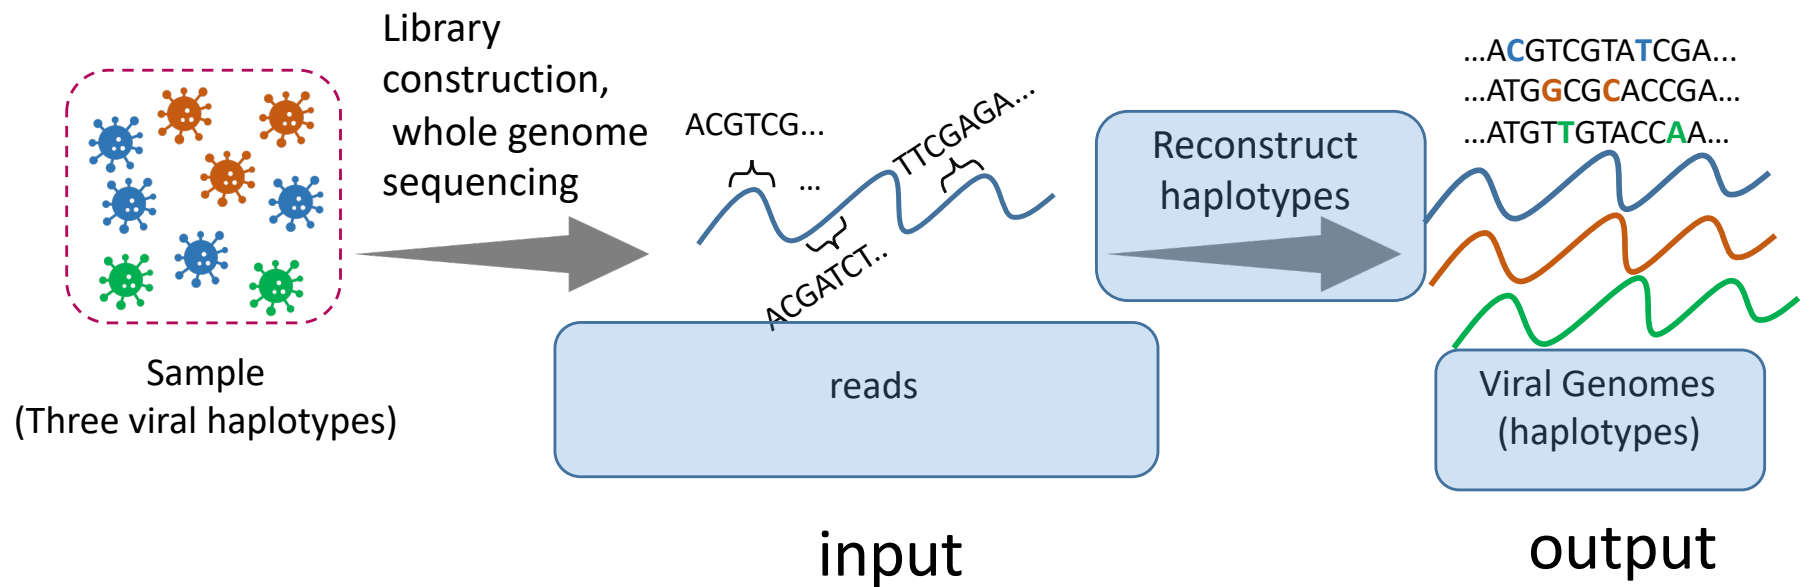 Library
construction,
whole genome
sequencing
Sample
(Three viral haplotypes)
ACGTCG...
...
TTCGAGA...
ACGATCT..
reads
input
Reconstruct
haplotypes
...ACGTCGTATCGA...
...ATGGCGCACCGA...
...ATGTTGTACCAA...
Viral Genomes
(haplotypes)
output